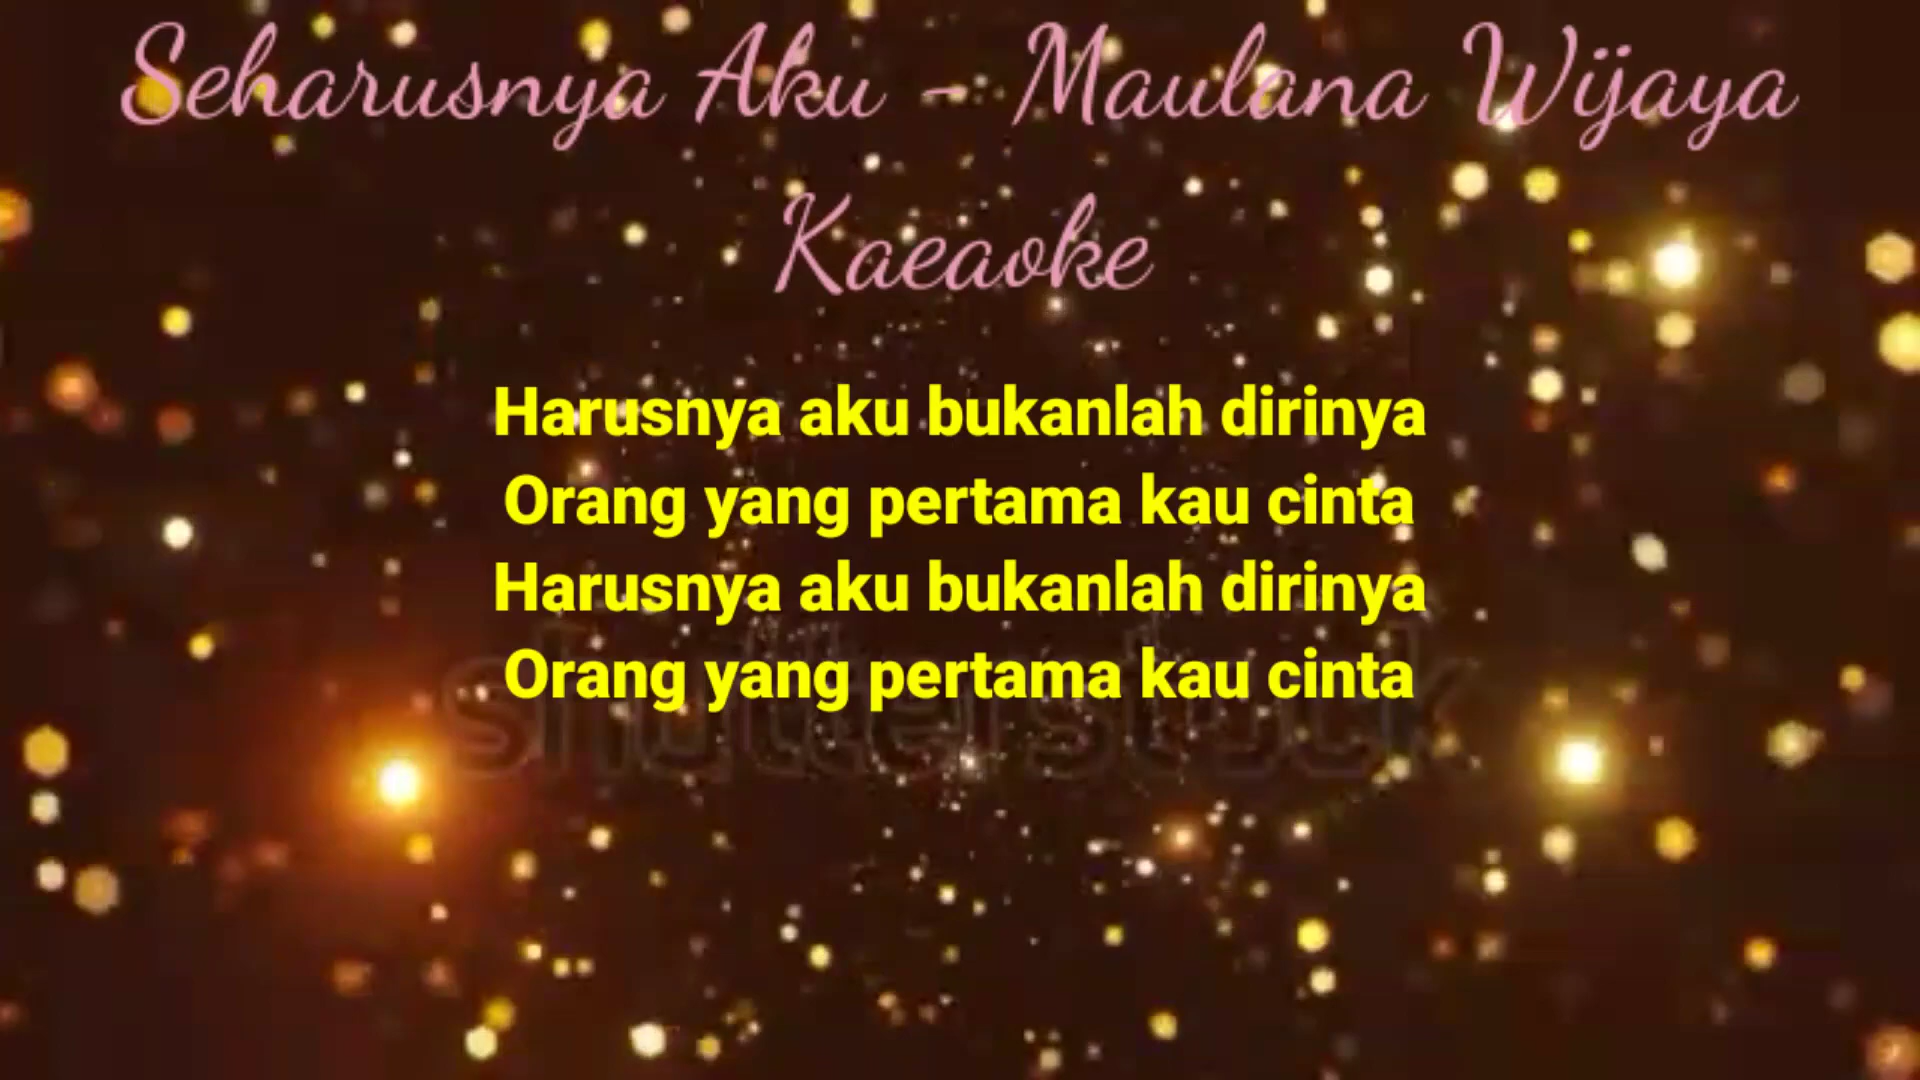 Seharusnya Aku - Maulana Wijaya
Kaeaoke
Harusnya aku bukanlah dirinya
Orang yang pertama kau cinta
Harusnya aku bukanlah dirinya
Orang yang pertama kau cinta
shutterstock